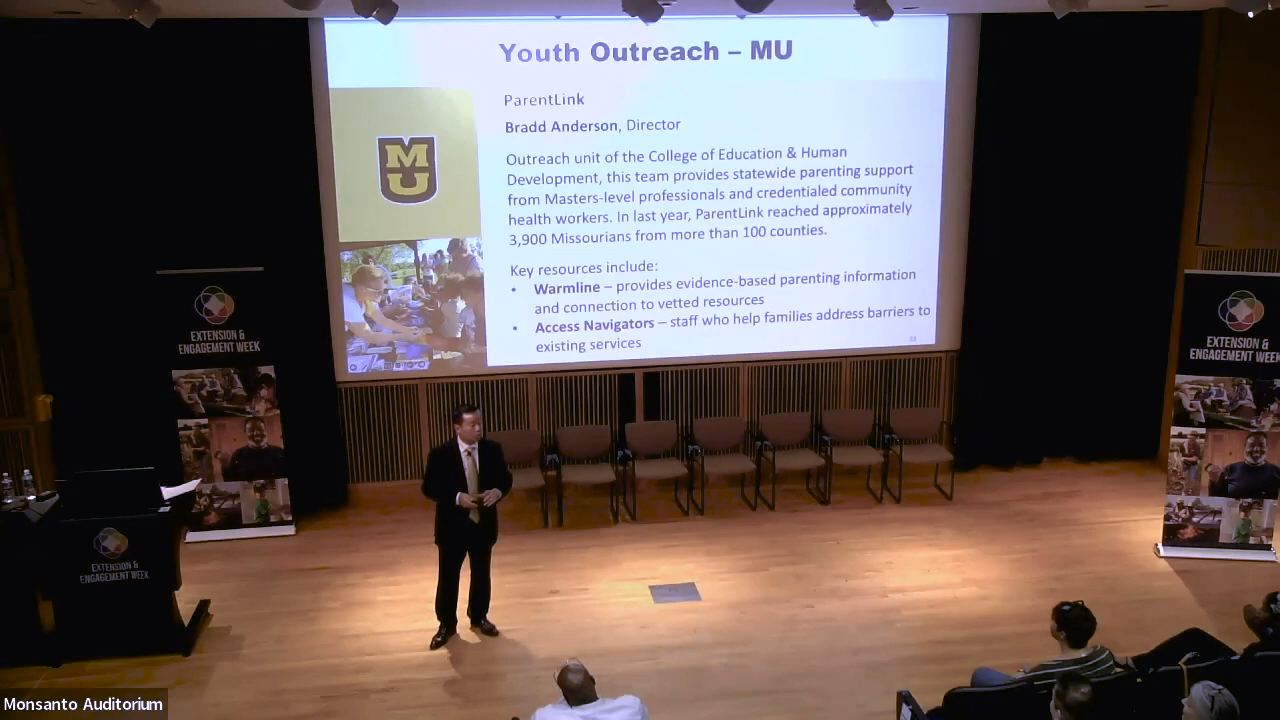 Youth Outreach – MU
ParentLink
Bradd Anderson, Director
Outreach unit of the College of Education & Human
Development, this team provides statewide parenting support
from Masters-level professionals and credentialed community
health workers. In last year, ParentLink reached approximately
3,900 Missourians from more than 100 counties.
Key resources include:
• Warmline – provides evidence-based parenting information
and connection to vetted resources
• Access Navigators – staff who help families address barriers to
existing services
MU
EXTENSION &
ENGAGEMENT WEEK
EXTENSION &
ENGAGEMENT WEEK
EXTENSION &
ENGAGEMENT WEEK
Monsanto Auditorium